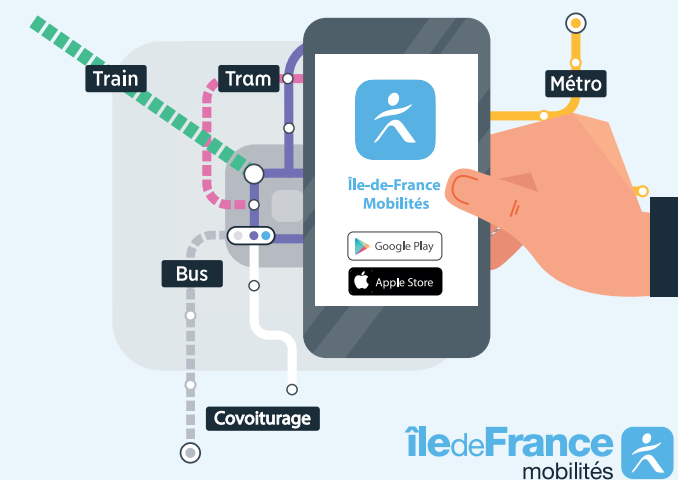 Train
Tram
Métro
Île-de-France
Mobilités
Google Play
Apple Store
Bus
Covoiturage
îledeFrance
mobilités